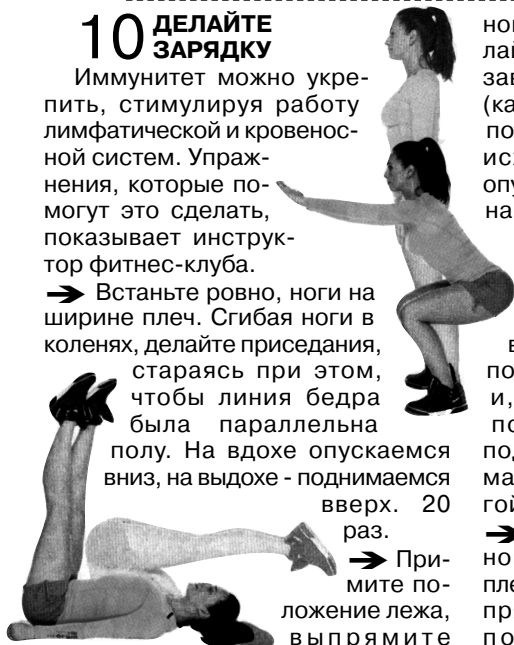 10 ДЕЛАЙТЕ
ЗАРЯДКУ
Иммунитет можно укре-
пить, стимулируя работу
лимфатической и кровенос-
ной систем. Упраж-
нения, которые по-
могут это сделать,
показывает инструк-
тор фитнес-клуба.
➔ Встаньте ровно, ноги на
ширине плеч. Сгибая ноги в
коленях, делайте приседания,
стараясь при этом,
чтобы линия бедра
была параллельна
полу. На вдохе опускаемся
вниз, на выдохе - поднимаемся
вверх. 20
раз.
➔ При-
мите по-
ложение лежа,
выпрямите